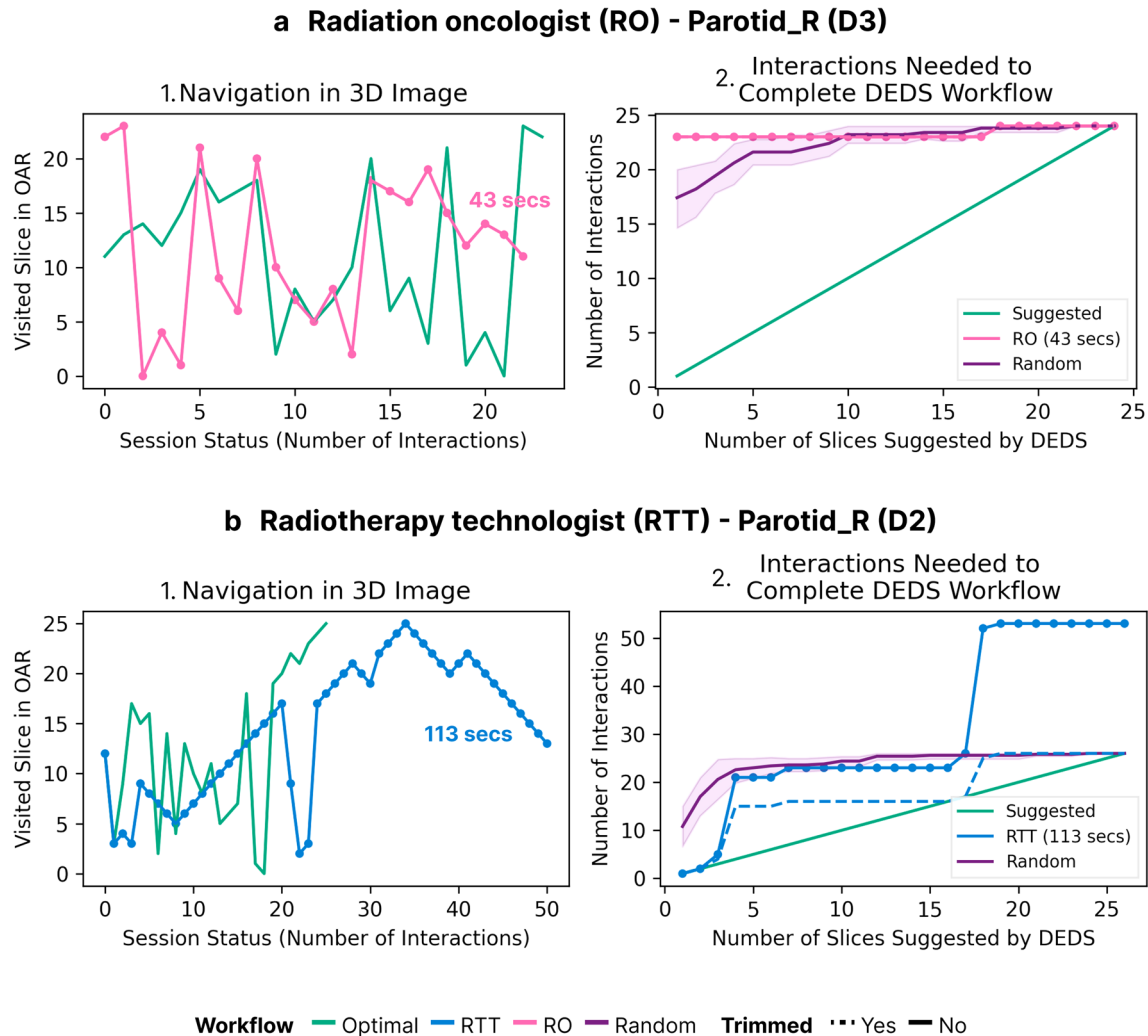 a Radiation oncologist (RO) - Parotid_R (D3)
1. Navigation in 3D Image
Visited Slice in OAR
20
15
10
5
0
43 secs
0 5 10 15 20
Session Status (Number of Interactions)
2. Interactions Needed to
Complete DEDS Workflow
Number of Interactions
25
20
15
10
5
0
Suggested
RO (43 secs)
Random
0 5 10 15 20 25
Number of Slices Suggested by DEDS
b Radiotherapy technologist (RTT) - Parotid_R (D2)
1. Navigation in 3D Image
Visited Slice in OAR
25
20
15
10
5
0
113 secs
0 10 20 30 40 50
Session Status (Number of Interactions)
2. Interactions Needed to
Complete DEDS Workflow
Number of Interactions
50
40
30
20
10
0
Suggested
RTT (113 secs)
Random
0 5 10 15 20 25
Number of Slices Suggested by DEDS
Workflow Optimal RTT RO Random Trimmed Yes No